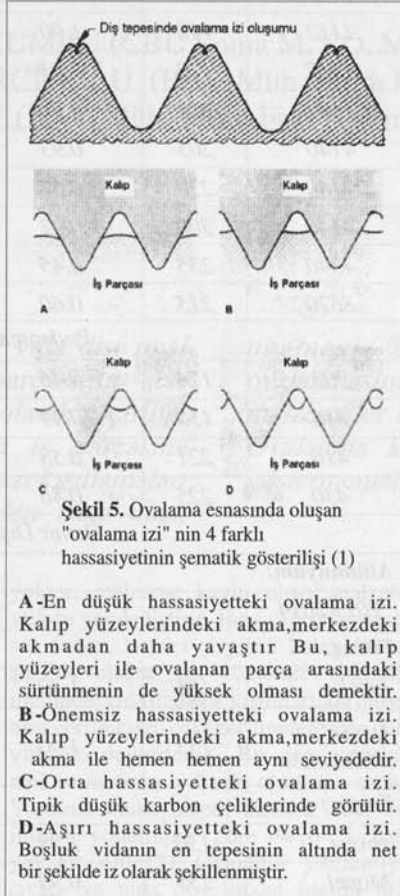 Diş tepesinde ovalama izi oluşumu
Kalıp
Kalıp
İş Parçası
İş Parçası
A
B
Kalıp
Kalıp
İş Parçası
İş Parçası
C
D
Şekil 5. Ovalama esnasında oluşan
"ovalama izi" nin 4 farklı
hassasiyetinin şematik gösterilişi (1)
A -En düşük hassasiyetteki ovalama izi.
Kalıp yüzeylerindeki akma,merkezdeki
akmadan daha yavaştır Bu, kalıp
yüzeyleri ile ovalanan parça arasındaki
sürtünmenin de yüksek olması demektir.
B -Önemsiz hassasiyetteki ovalama izi.
Kalıp yüzeylerindeki akma,merkezdeki
akma ile hemen hemen aynı seviyededir.
C-Orta hassasiyetteki ovalama izi.
Tipik düşük karbon çeliklerinde görülür.
D-Aşırı hassasiyetteki ovalama izi.
Boşluk vidanın en tepesinin altında net
bir şekilde iz olarak şekillenmiştir.